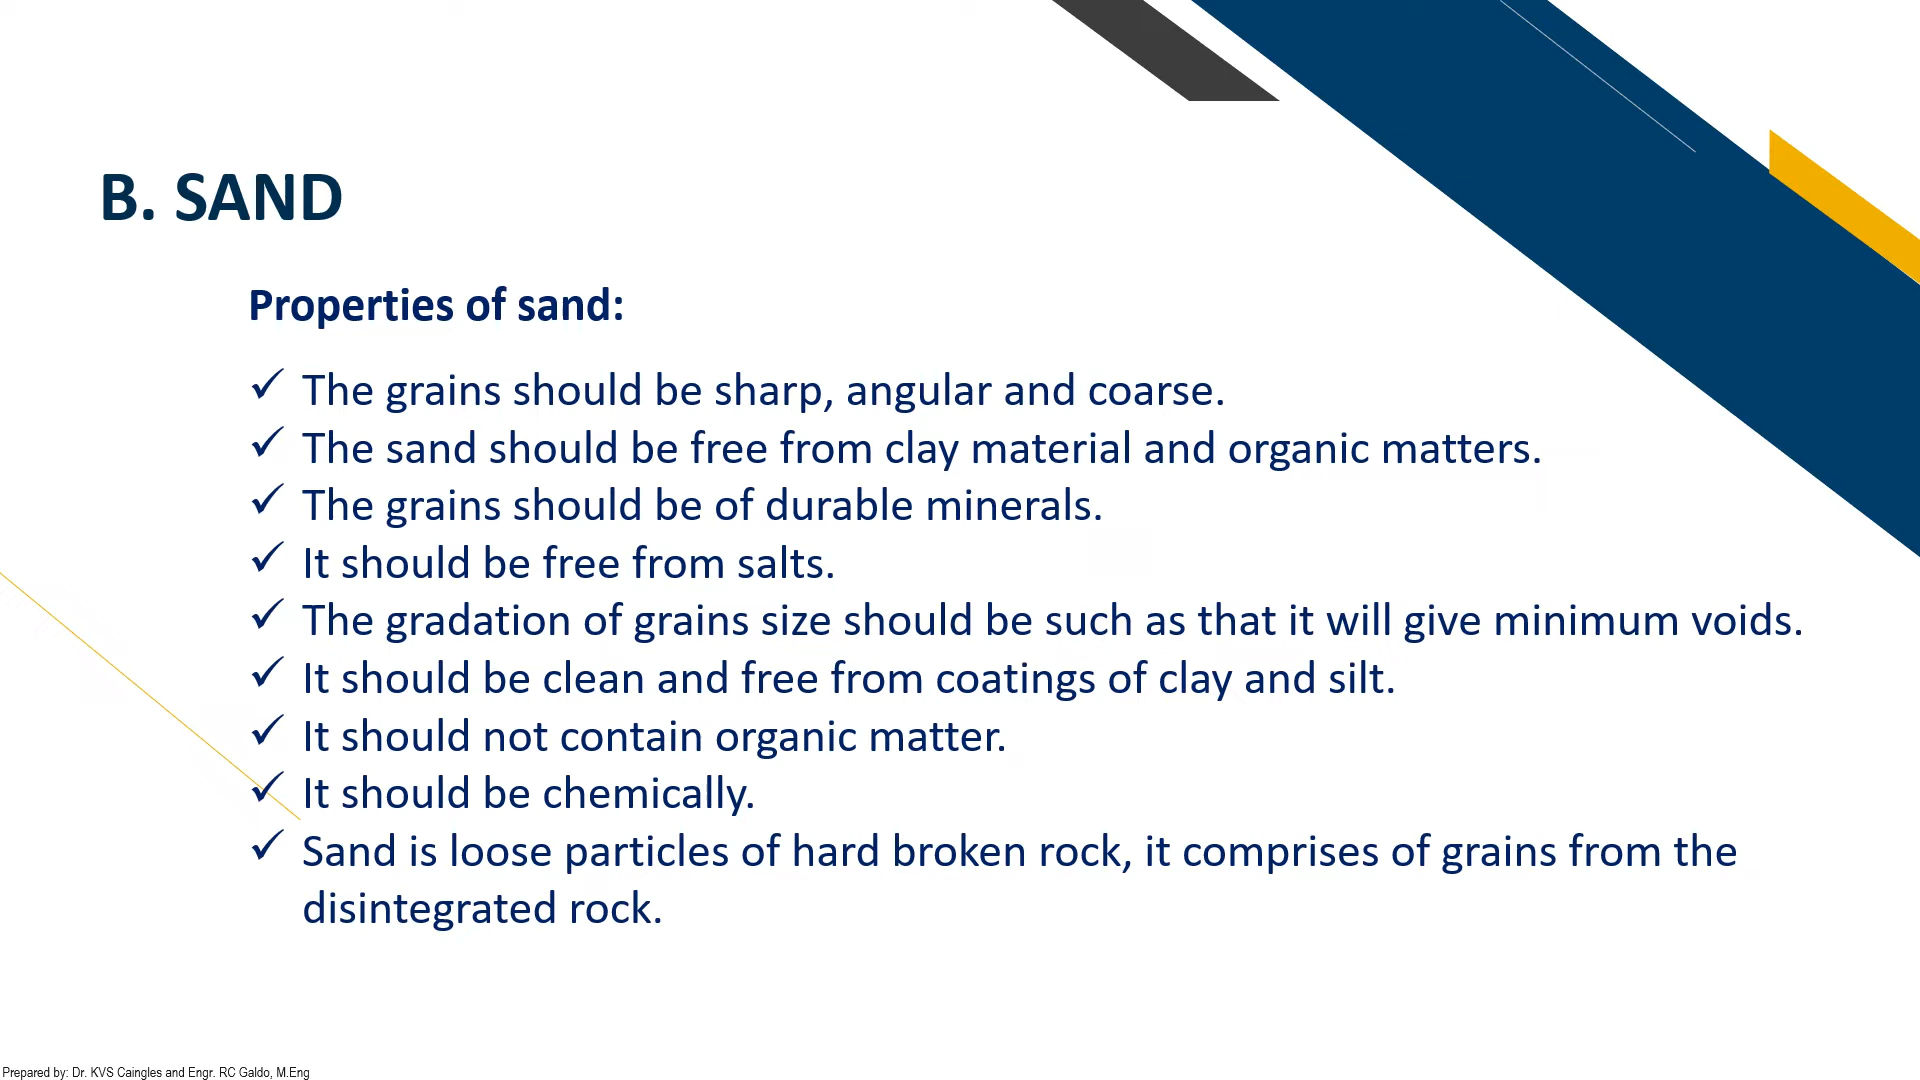 B. SAND
Properties of sand:
✓ The grains should be sharp, angular and coarse.
✓ The sand should be free from clay material and organic matters.
✓ The grains should be of durable minerals.
✓ It should be free from salts.
✓ The gradation of grains size should be such as that it will give minimum voids.
✓ It should be clean and free from coatings of clay and silt.
✓ It should not contain organic matter.
✓ It should be chemically.
✓ Sand is loose particles of hard broken rock, it comprises of grains from the
disintegrated rock.
Prepared by: Dr. KVS Caingles and Engr. RC Galdo, M.Eng